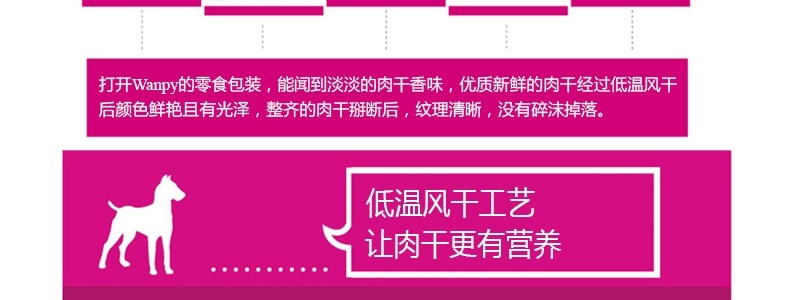 打开Wanpy的零食包装，能闻到淡淡的肉干香味，优质新鲜的肉干经过低温风干
后颜色鲜艳且有光泽，整齐的肉干掰断后，纹理清晰，没有碎沫掉落。
低温风干工艺
让肉干更有营养